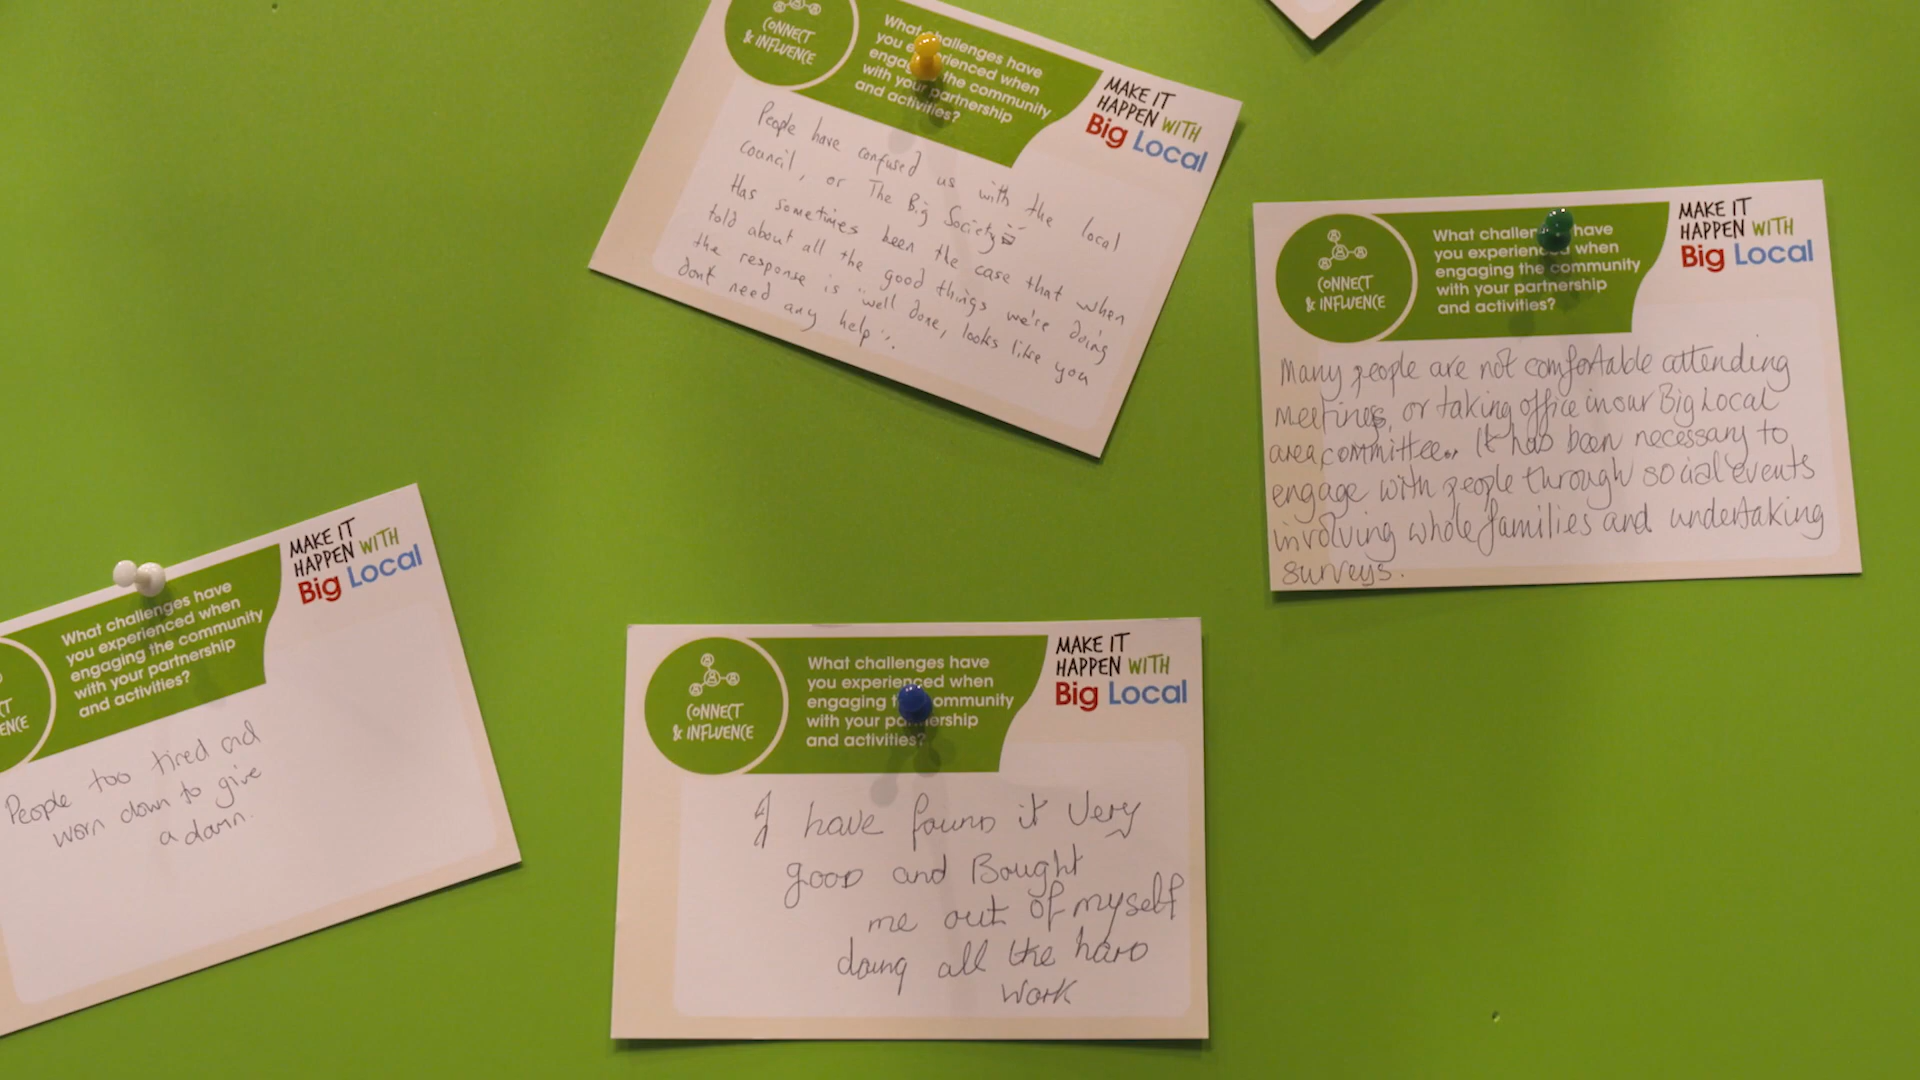 CONNECT
& INFLUENCE
What challenges have
you experienced when
engaging the community
with your partnership
and activities?
MAKE IT
HAPPEN WITH
Big Local
People have confused us with the local
council, or The Big Society
Has sometimes been the case that when
told about all the good things we're doing
the response is "well done, looks like you
dont need any help".
CONNECT
& INFLUENCE
What challenges have
you experienced when
engaging the community
with your partnership
and activities?
MAKE IT
HAPPEN WITH
Big Local
Many people are not comfortable attending
meetings, or taking office in our Big Local
area committee. It has been necessary to
engage with people through social events
involving whole families and undertaking
surveys.
What challenges have
you experienced when
engaging the community
with your partnership
and activities?
MAKE IT
HAPPEN WITH
Big Local
People too tired and
worn down to give
a damn.
CONNECT
& INFLUENCE
What challenges have
you experienced when
engaging the community
with your partnership
and activities?
MAKE IT
HAPPEN WITH
Big Local
I have found it Very
good and Bought
me out of myself
doing all the hard
work